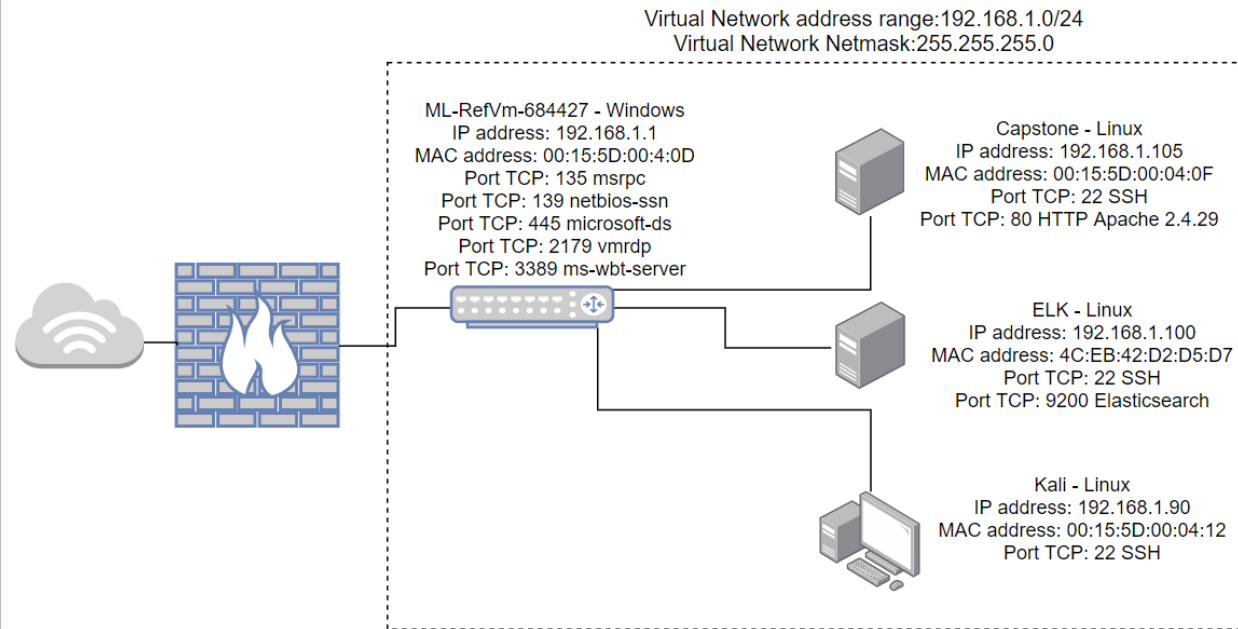 Virtual Network address range:192.168.1.0/24
Virtual Network Netmask:255.255.255.0
ML-RefVm-684427 - Windows
IP address: 192.168.1.1
MAC address: 00:15:5D:00:4:0D
Port TCP: 135 msrpc
Port TCP: 139 netbios-ssn
Port TCP: 445 microsoft-ds
Port TCP: 2179 vmrdp
Port TCP: 3389 ms-wbt-server
Capstone - Linux
IP address: 192.168.1.105
MAC address: 00:15:5D:00:04:0F
Port TCP: 22 SSH
Port TCP: 80 HTTP Apache 2.4.29
ELK - Linux
IP address: 192.168.1.100
MAC address: 4C:EB:42:D2:D5:D7
Port TCP: 22 SSH
Port TCP: 9200 Elasticsearch
Kali - Linux
IP address: 192.168.1.90
MAC address: 00:15:5D:00:04:12
Port TCP: 22 SSH